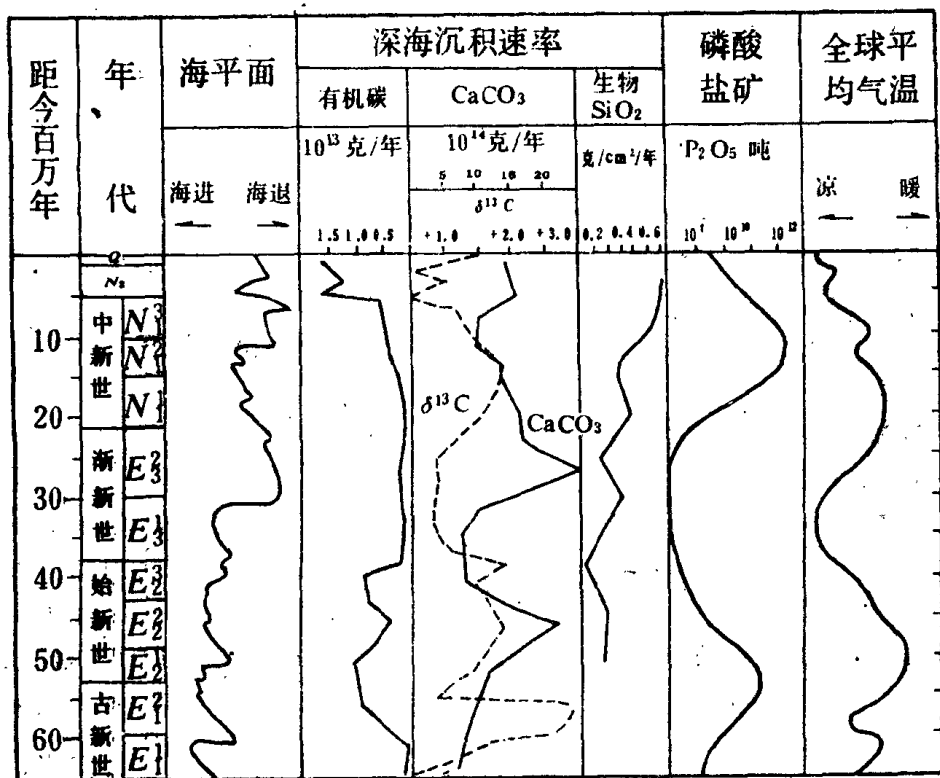 距今百万年
年、代
海平面
深海沉积速率
磷酸盐矿
全球平均气温
有机碳
CaCO₃
生物 SiO₂
10¹³克/年
10¹⁴克/年
克/cm²/年
P₂O₅ 吨
海进 海退
5 10 15 20
δ¹³C
凉 暖
1.5 1.0 0.5
+1.0 +2.0 +3.0
0.2 0.4 0.6
10¹⁰ 10¹²
Q
N₂
中新世
N₁³
10
N₁²
N₁¹
20
δ¹³C
CaCO₃
渐新世
E₃²
30
E₃¹
40
始新世
E₂³
E₂²
50
E₂¹
古新世
E₁²
60
E₁¹